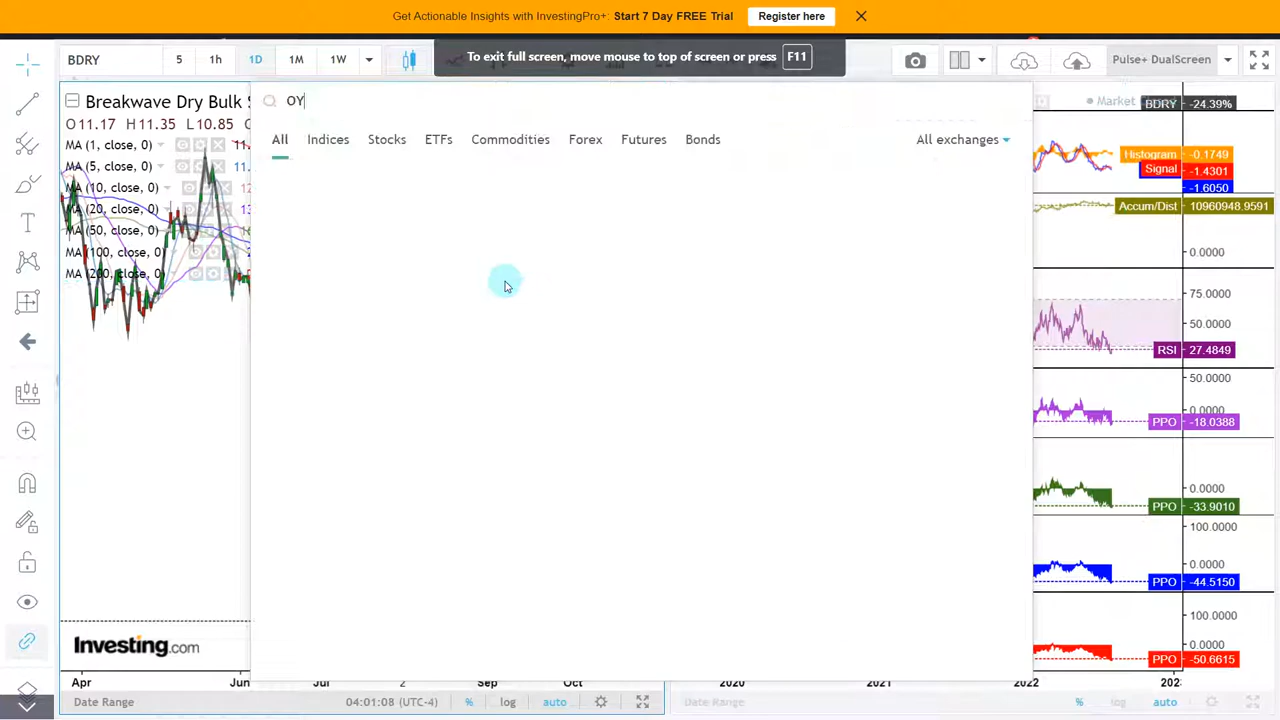 Get Actionable Insights with InvestingPro+: Start 7 Day FREE Trial Register here
BDRY 5 1h 1D 1M 1W
To exit full screen, move mouse to top of screen or press F11
Pulse+ DualScreen
Breakwave Dry Bulk
OY
Market
BDRY -24.39%
O11.17 H11.35 L10.85
MA (1, close, 0)
MA (5, close, 0)
MA (10, close, 0)
MA (20, close, 0)
MA (50, close, 0)
MA (100, close, 0)
MA (200, close, 0)
All Indices Stocks ETFs Commodities Forex Futures Bonds All exchanges
Histogram -0.1749
Signal -1.4301
-1.6050
Accum/Dist 10960948.9591
0.0000
75.0000
50.0000
RSI 27.4849
50.0000
0.0000
PPO -18.0388
0.0000
PPO -33.9010
100.0000
0.0000
PPO -44.5150
100.0000
0.0000
PPO -50.6615
Investing.com
Apr Jun Jul 2 Sep Oct 2020 2021 2022
Date Range 04:01:08 (UTC-4) % log auto
Date Range % log auto